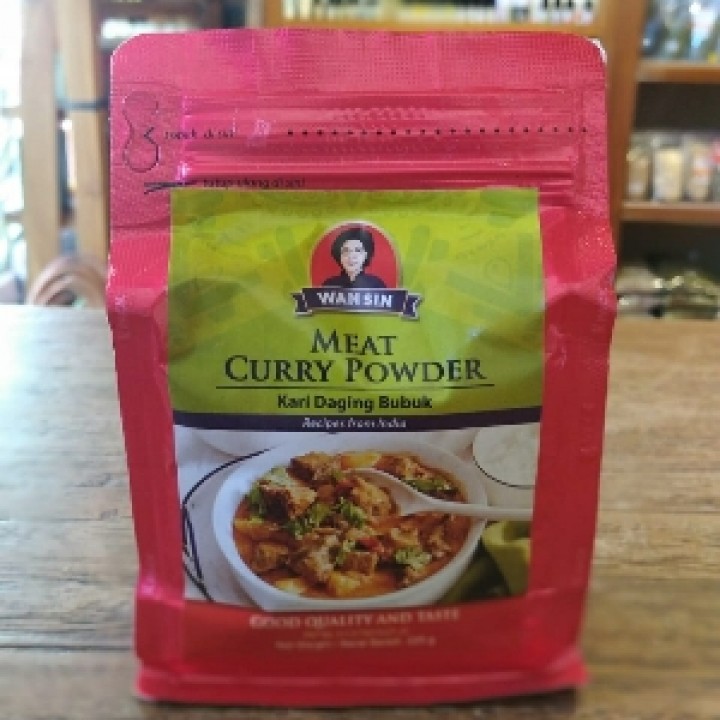 WAH SIN
MEAT
CURRY POWDER
Kari Daging Bubuk
Recipes from India
GOOD QUALITY AND TASTE